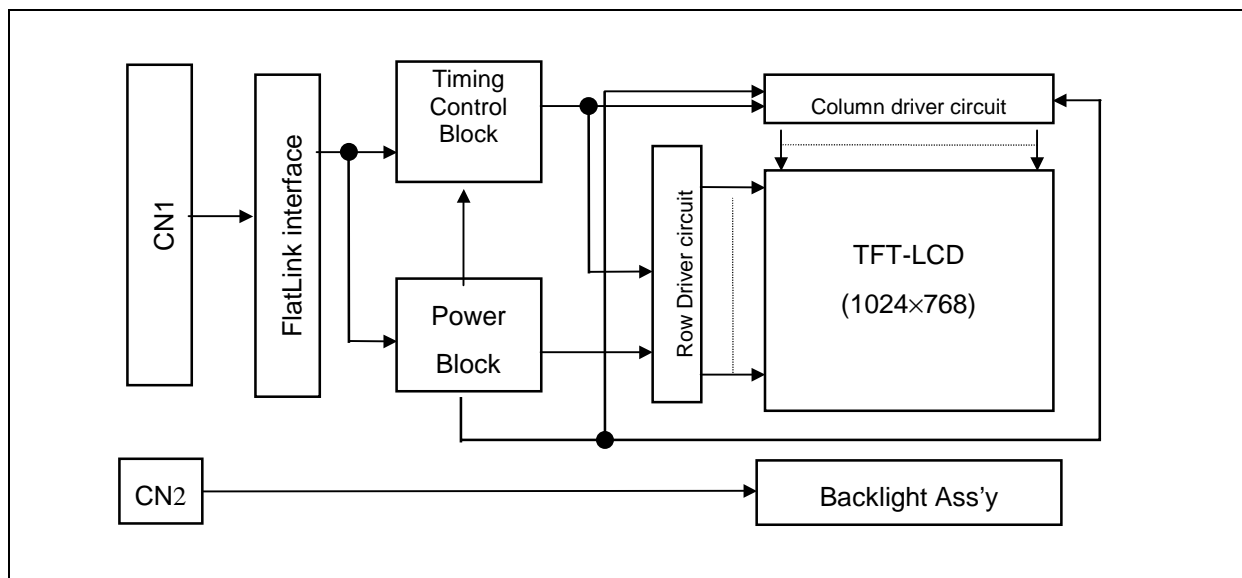 CN1
FlatLink interface
Timing
Control
Block
Power
Block
Row Driver circuit
Column driver circuit
TFT-LCD
(1024×768)
CN2
Backlight Ass’y